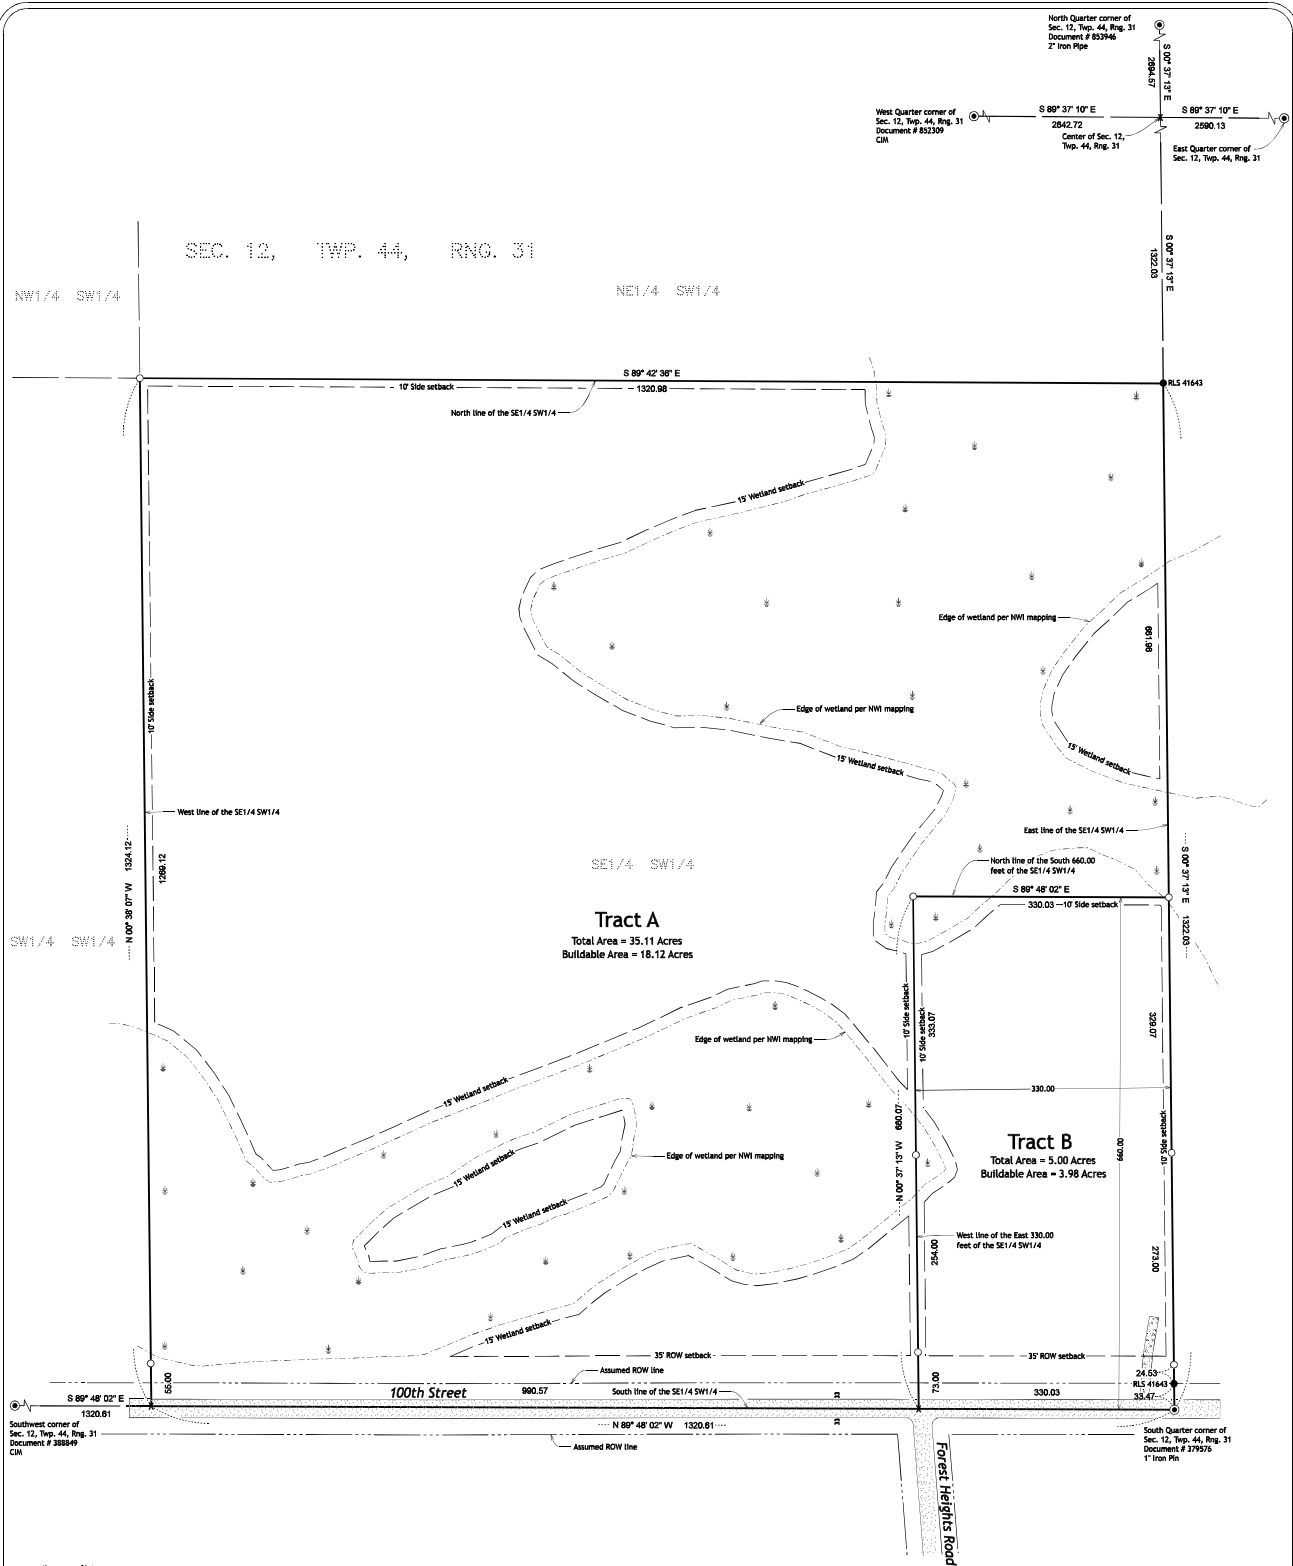 North Quarter corner of
Sec. 12, Twp. 44, Rng. 31
Document # 853946
2" Iron Pipe
S 00° 37' 13" E
2694.57
West Quarter corner of
Sec. 12, Twp. 44, Rng. 31
Document # 852309
CIM
S 89° 37' 10" E
2642.72
S 89° 37' 10" E
2590.13
Center of Sec. 12,
Twp. 44, Rng. 31
East Quarter corner of
Sec. 12, Twp. 44, Rng. 31
S 00° 37' 13" E
1322.03
SEC. 12, TWP. 44, RNG. 31
NW1/4 SW1/4
NE1/4 SW1/4
S 89° 42' 36" E
1320.98
10' Side setback
North line of the SE1/4 SW1/4
RLS 41643
15' Wetland setback
Edge of wetland per NWI mapping
661.98
10' Side setback
Edge of wetland per NWI mapping
15' Wetland setback
15' Wetland setback
West line of the SE1/4 SW1/4
East line of the SE1/4 SW1/4
N 00° 38' 07" W 1324.12
1269.12
SE1/4 SW1/4
North line of the South 660.00
feet of the SE1/4 SW1/4
S 89° 48' 02" E
330.03
10' Side setback
S 00° 37' 13" E 1322.03
SW1/4 SW1/4
Tract A
Total Area = 35.11 Acres
Buildable Area = 18.12 Acres
10' Side setback
10' Side setback
333.07
329.07
Edge of wetland per NWI mapping
15' Wetland setback
330.00
N 00° 37' 13" W 660.07
660.00
10' Side setback
Tract B
Total Area = 5.00 Acres
Buildable Area = 3.98 Acres
Edge of wetland per NWI mapping
15' Wetland setback
15' Wetland setback
West line of the East 330.00
feet of the SE1/4 SW1/4
254.00
273.00
15' Wetland setback
35' ROW setback
35' ROW setback
Assumed ROW line
55.00
73.00
24.53
RLS 41643
33.47
S 89° 48' 02" E
1320.61
100th Street
990.57
South line of the SE1/4 SW1/4
33
33
330.03
N 89° 48' 02" W 1320.61
Assumed ROW line
Southwest corner of
Sec. 12, Twp. 44, Rng. 31
Document # 388849
CIM
South Quarter corner of
Sec. 12, Twp. 44, Rng. 31
Document # 379576
1" Iron Pin
Forest Heights Road